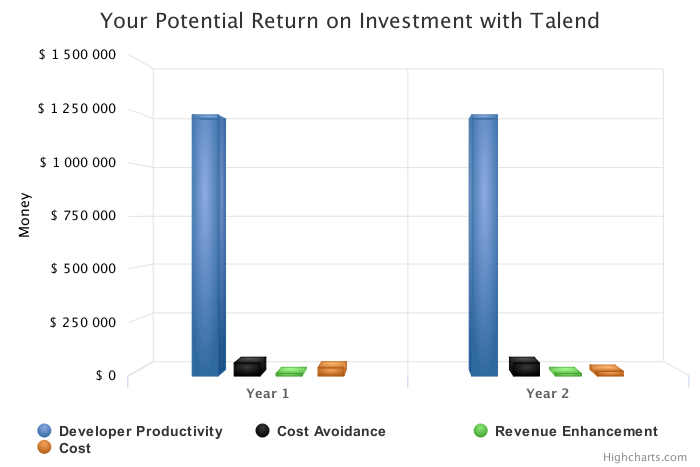 Your Potential Return on Investment with Talend
$ 1 500 000
$ 1 250 000
$ 1 000 000
$ 750 000
$ 500 000
$ 250 000
$ 0
Money
Year 1
Year 2
Developer Productivity
Cost Avoidance
Revenue Enhancement
Cost
Highcharts.com